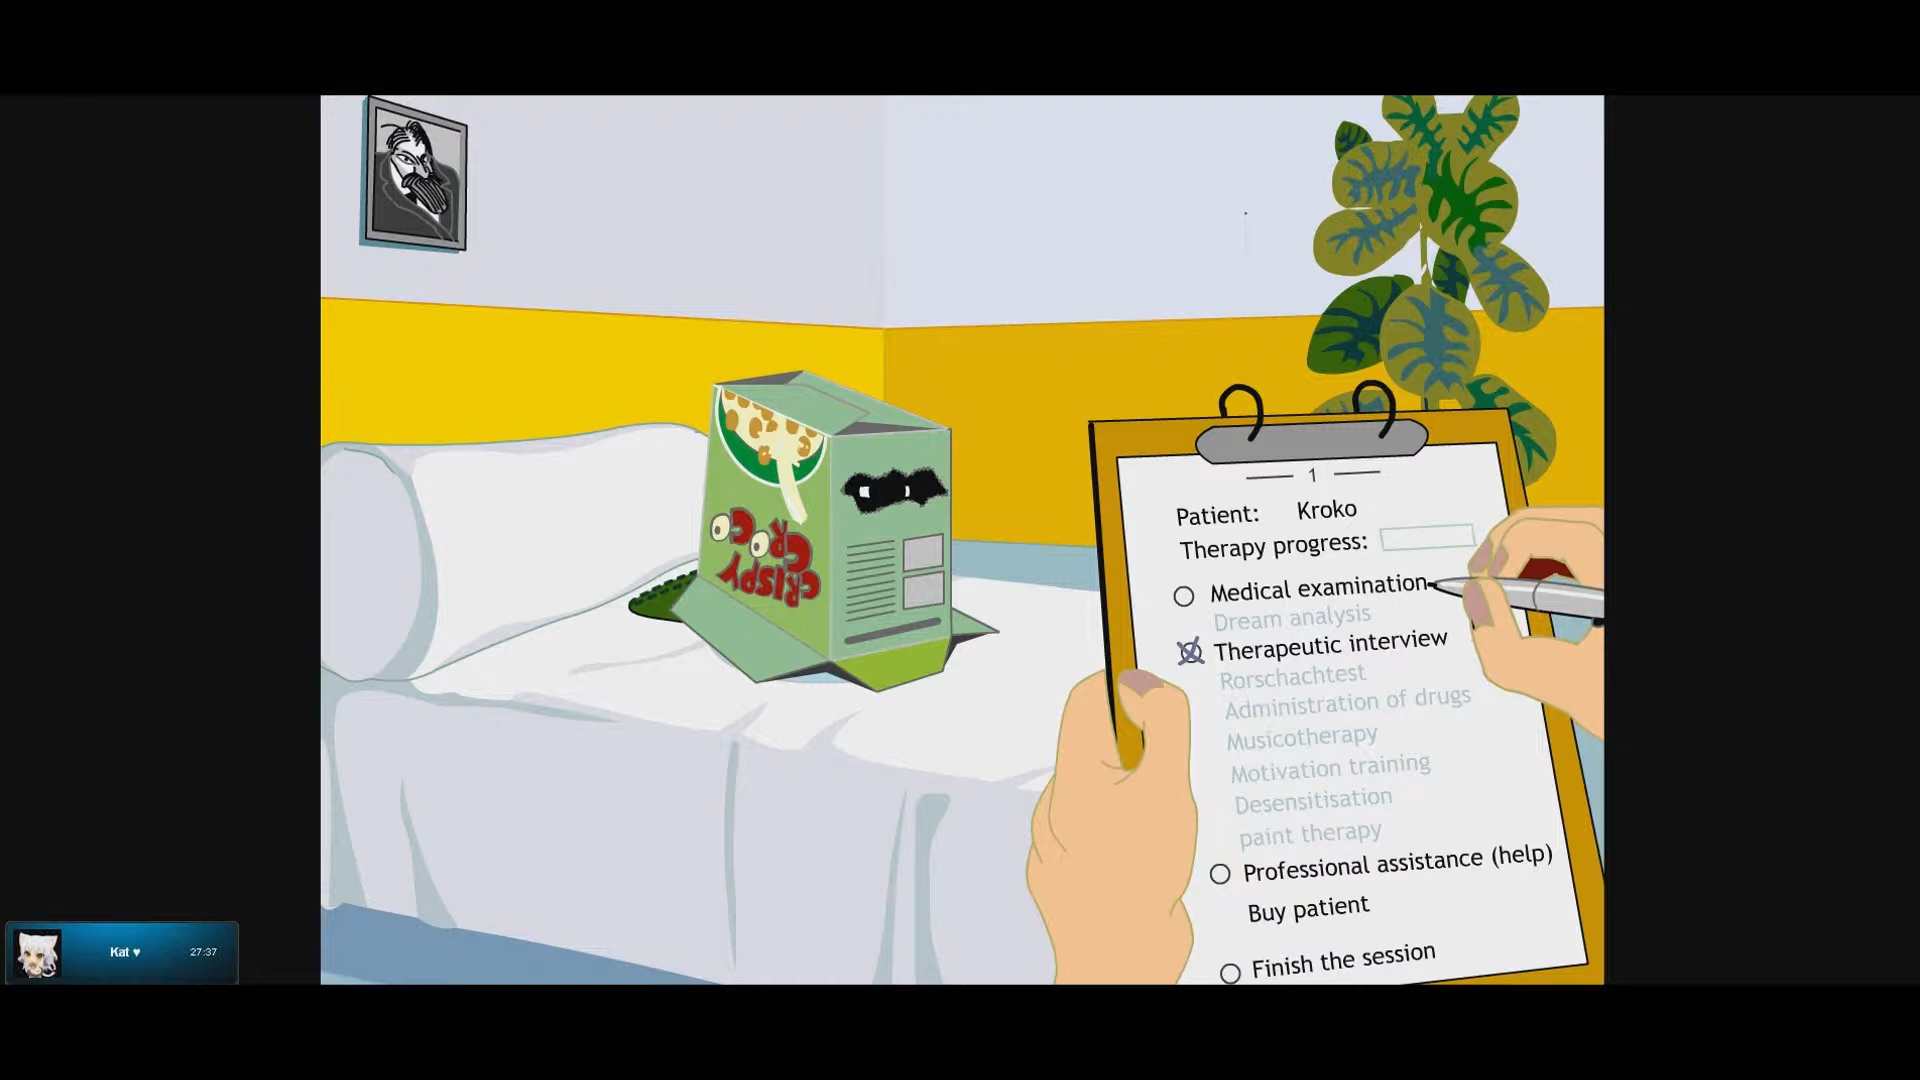 CRISPY
CROC
1
Patient: Kroko
Therapy progress:
Medical examination
Dream analysis
Therapeutic interview
Rorschachtest
Administration of drugs
Musicotherapy
Motivation training
Desensitisation
paint therapy
Professional assistance (help)
Buy patient
Finish the session
Kat ♥ 27:37